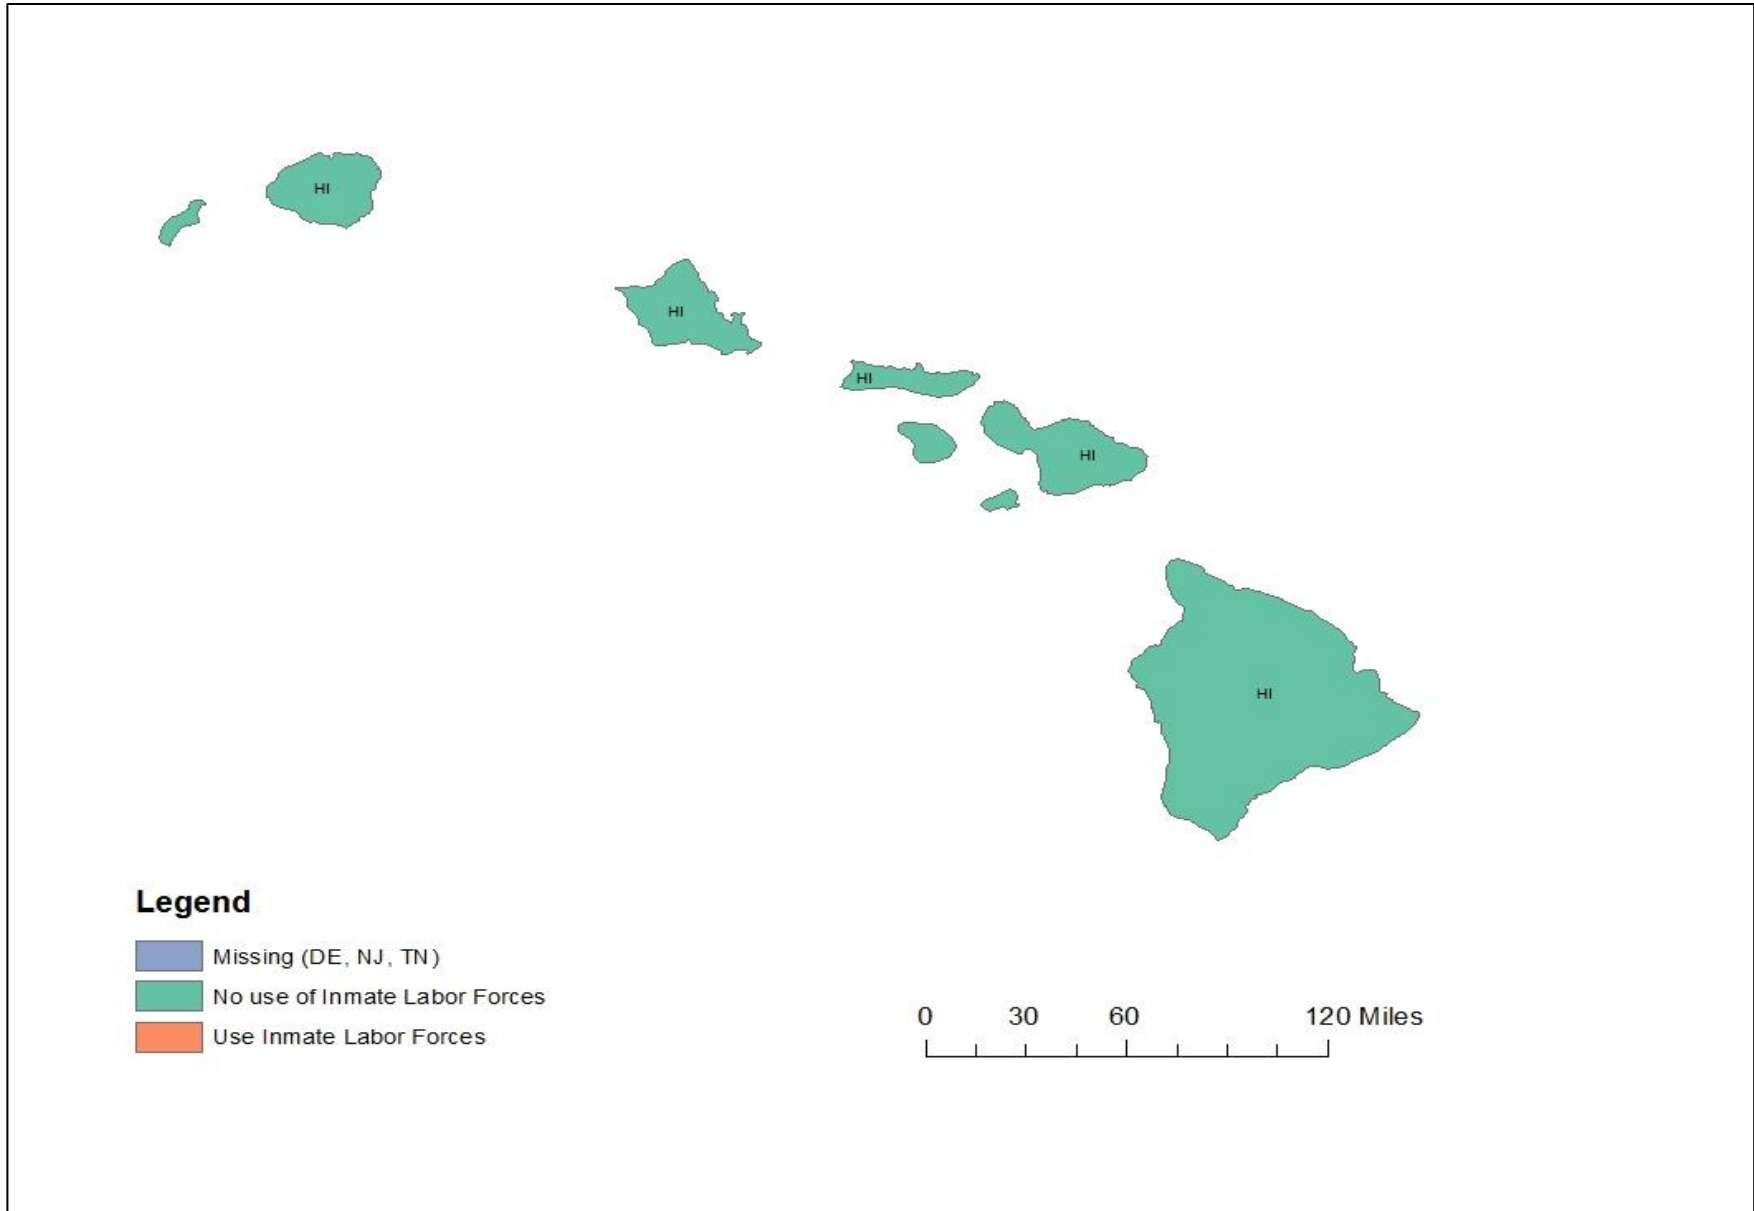 HI
HI
HI
HI
HI
Legend
Missing (DE, NJ, TN)
No use of Inmate Labor Forces
Use Inmate Labor Forces
0 30 60 120 Miles